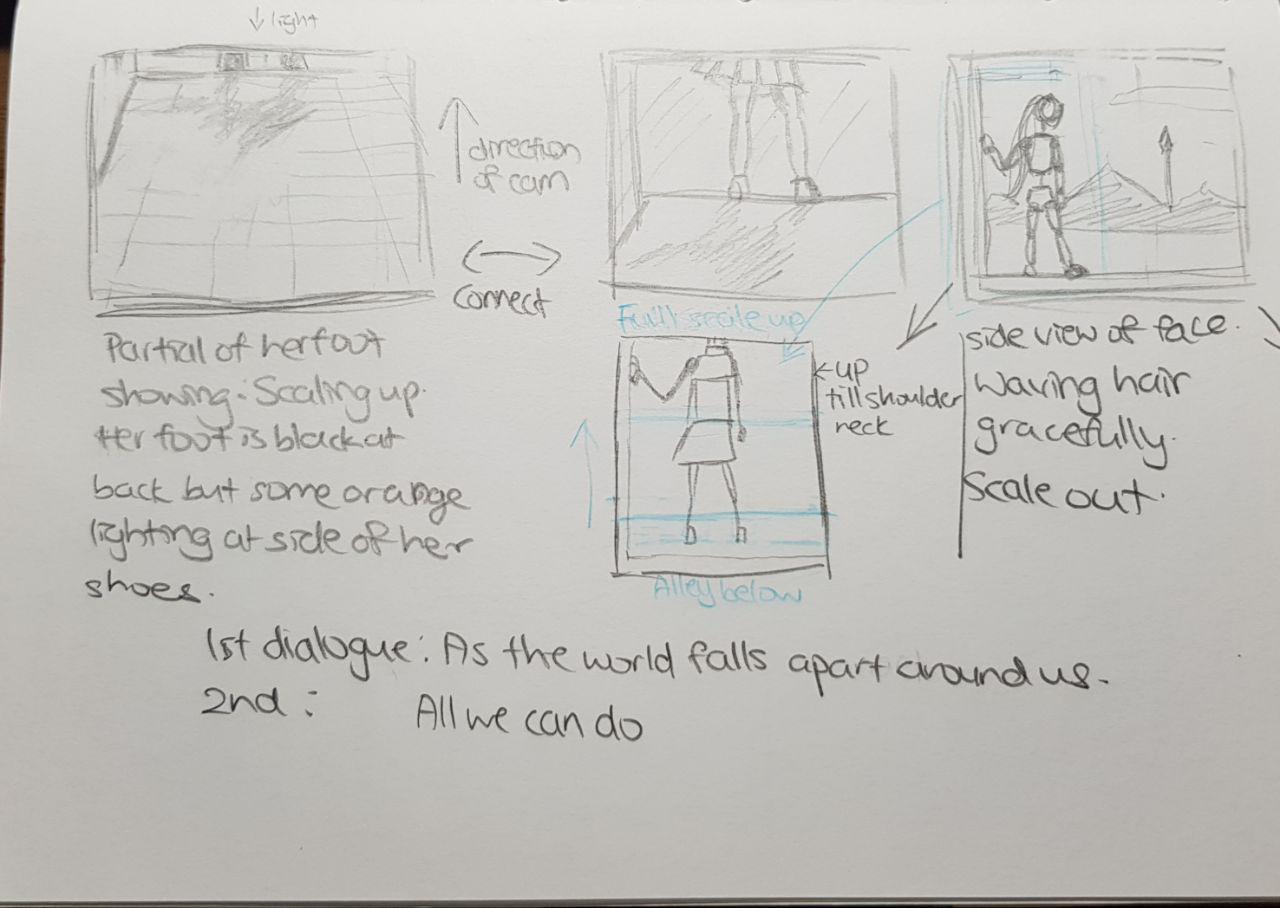 light
direction
of cam
Connect
Partial of her foot
showing. Scaling up.
Her foot is black at
back but some orange
lighting at side of her
shoes.
Full scale up
up
till shoulder
neck
Alley below
side view of face.
Waving hair
gracefully.
Scale out.
1st dialogue: As the world falls apart around us.
2nd: All we can do